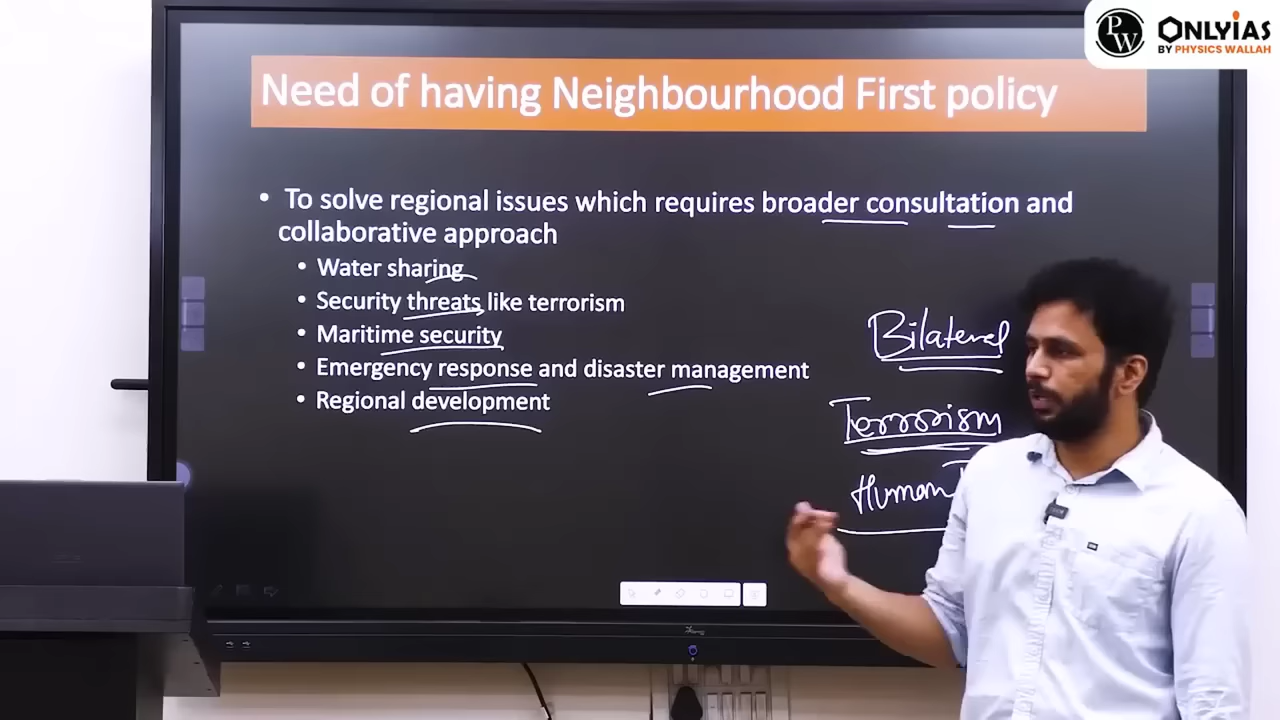 PW ONLYIAS
BY PHYSICS WALLAH
Need of having Neighbourhood First policy
• To solve regional issues which requires broader consultation and
collaborative approach
• Water sharing
• Security threats like terrorism
• Maritime security
• Emergency response and disaster management
• Regional development
Bilateral
Terrorism
Human